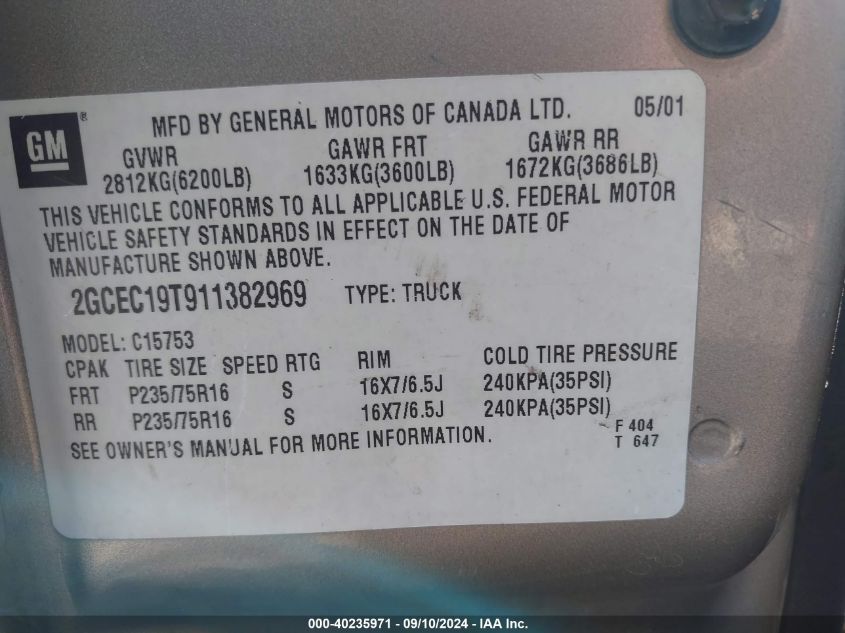 GM ®
MFD BY GENERAL MOTORS OF CANADA LTD. 05/01
GVWR GAWR FRT GAWR RR
2812KG(6200LB) 1633KG(3600LB) 1672KG(3686LB)
THIS VEHICLE CONFORMS TO ALL APPLICABLE U.S. FEDERAL MOTOR
VEHICLE SAFETY STANDARDS IN EFFECT ON THE DATE OF
MANUFACTURE SHOWN ABOVE.
2GCEC19T911382969 TYPE: TRUCK
MODEL: C15753
CPAK TIRE SIZE SPEED RTG RIM COLD TIRE PRESSURE
FRT P235/75R16 S 16X7/6.5J 240KPA(35PSI)
RR P235/75R16 S 16X7/6.5J 240KPA(35PSI)
SEE OWNER'S MANUAL FOR MORE INFORMATION.
F 404
T 647
000-40235971 - 09/10/2024 - IAA Inc.